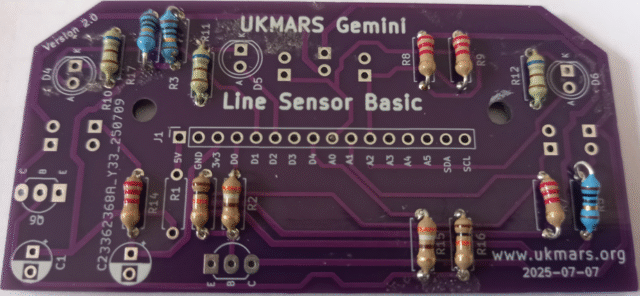 Version 2.0
UKMARS Gemini
R11
K
D4
A
R10
R17
R3
K
D5
A
R8
R9
R12
K
D6
A
Line Sensor Basic
J1
5V
GND
3v3
D0
D1
D2
D3
D4
A0
A1
A2
A3
A4
A5
SDA
SCL
C
B
E
R14
R1
R2
3362368A_Y33_250709
C1
C2
E
B
C
R15
R16
www.ukmars.org
2025-07-07